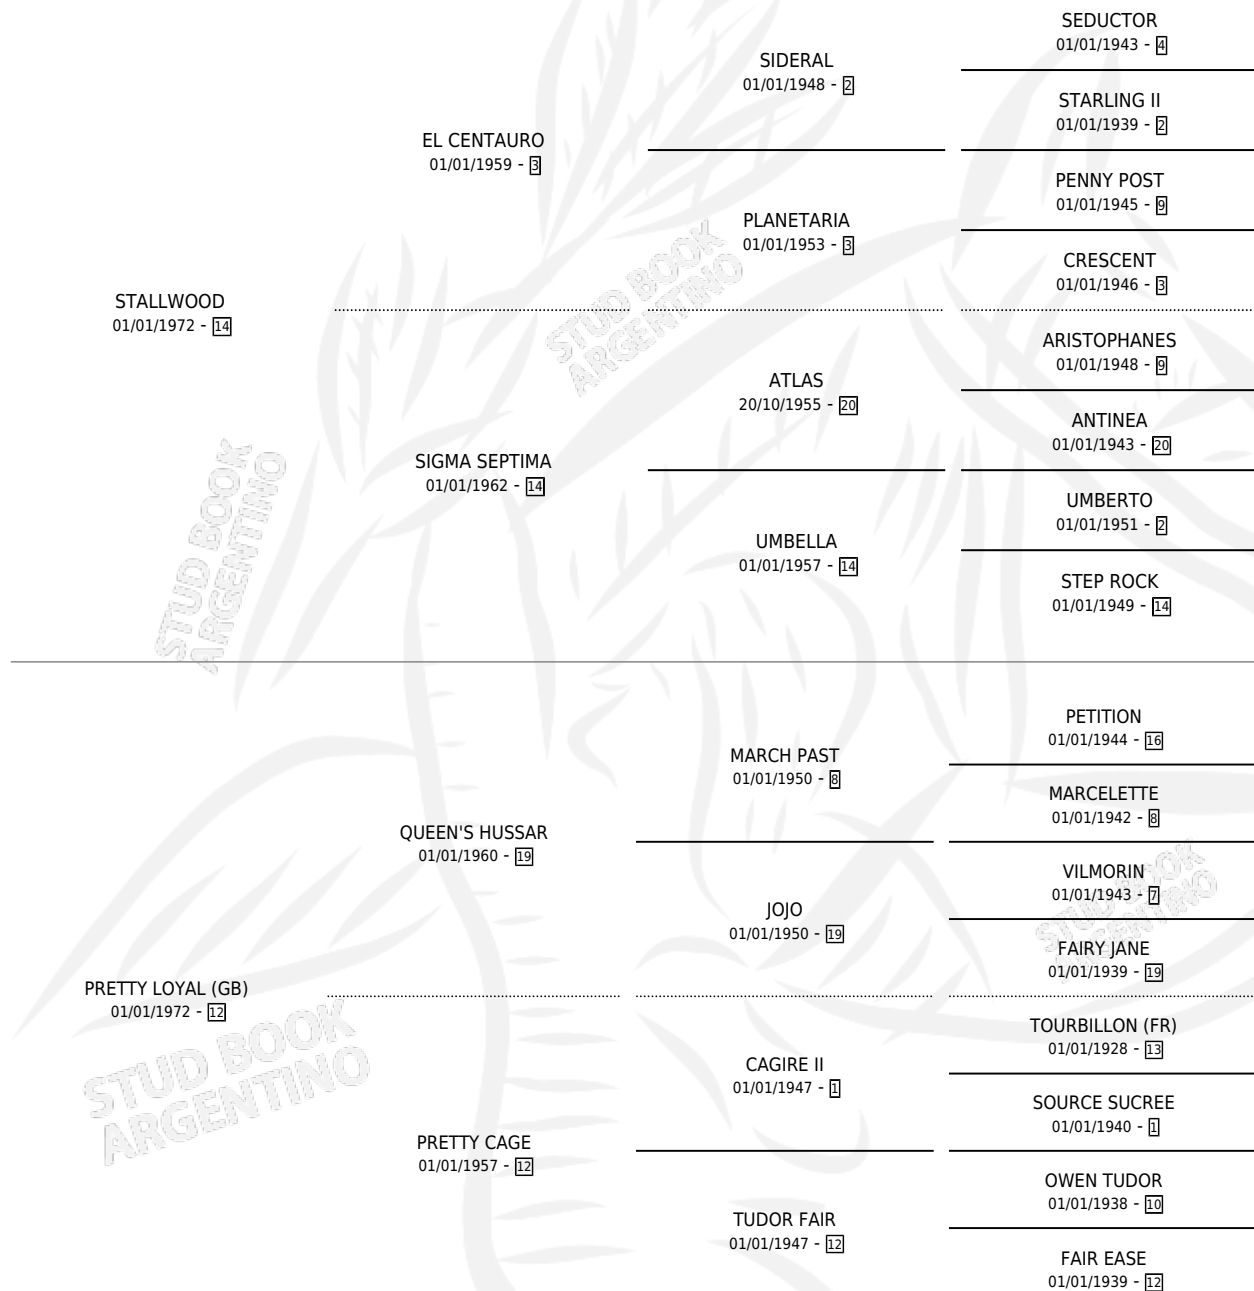 SEDUCTOR
01/01/1943 - 4
SIDERAL
01/01/1948 - 2
STARLING II
01/01/1939 - 2
EL CENTAURO
01/01/1959 - 3
PENNY POST
01/01/1945 - 9
PLANETARIA
01/01/1953 - 3
CRESCENT
01/01/1946 - 3
STALLWOOD
01/01/1972 - 14
ARISTOPHANES
01/01/1948 - 9
ATLAS
20/10/1955 - 20
ANTINEA
01/01/1943 - 20
SIGMA SEPTIMA
01/01/1962 - 14
UMBERTO
01/01/1951 - 2
UMBELLA
01/01/1957 - 14
STEP ROCK
01/01/1949 - 14
PETITION
01/01/1944 - 16
MARCH PAST
01/01/1950 - 8
MARCELETTE
01/01/1942 - 8
QUEEN'S HUSSAR
01/01/1960 - 19
VILMORIN
01/01/1943 - 7
JOJO
01/01/1950 - 19
FAIRY JANE
01/01/1939 - 19
PRETTY LOYAL (GB)
01/01/1972 - 12
TOURBILLON (FR)
01/01/1928 - 13
CAGIRE II
01/01/1947 - 1
SOURCE SUCREE
01/01/1940 - 1
PRETTY CAGE
01/01/1957 - 12
OWEN TUDOR
01/01/1938 - 10
TUDOR FAIR
01/01/1947 - 12
FAIR EASE
01/01/1939 - 12
STUD BOOK
ARGENTINO
STUD BOOK
ARGENTINO
STUD BOOK
ARGENTINO
STUD BOOK
ARGENTINO